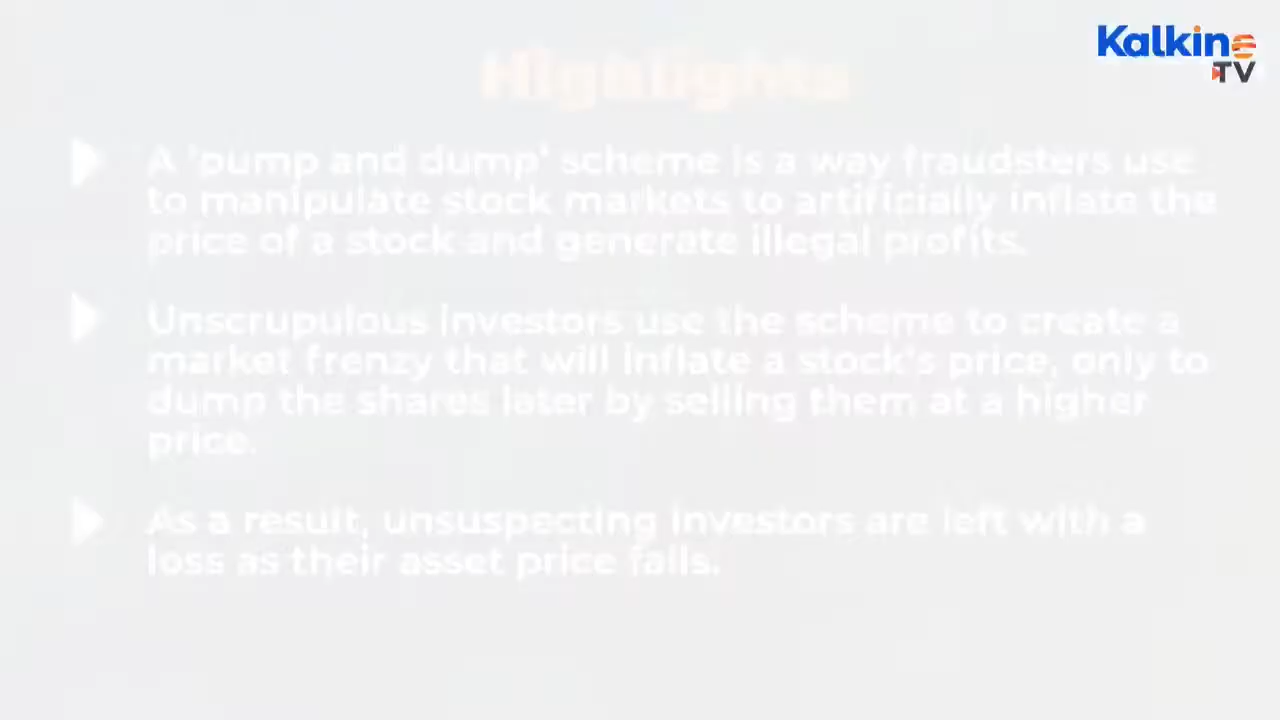 Kalkine
TV
Highlights
A 'pump and dump' scheme is a way fraudsters use
to manipulate stock markets to artificially inflate the
price of a stock and generate illegal profits.
Unscrupulous investors use the scheme to create a
market frenzy that will inflate a stock's price, only to
dump the shares later by selling them at a higher
price.
As a result, unsuspecting investors are left with a
loss as their asset price falls.